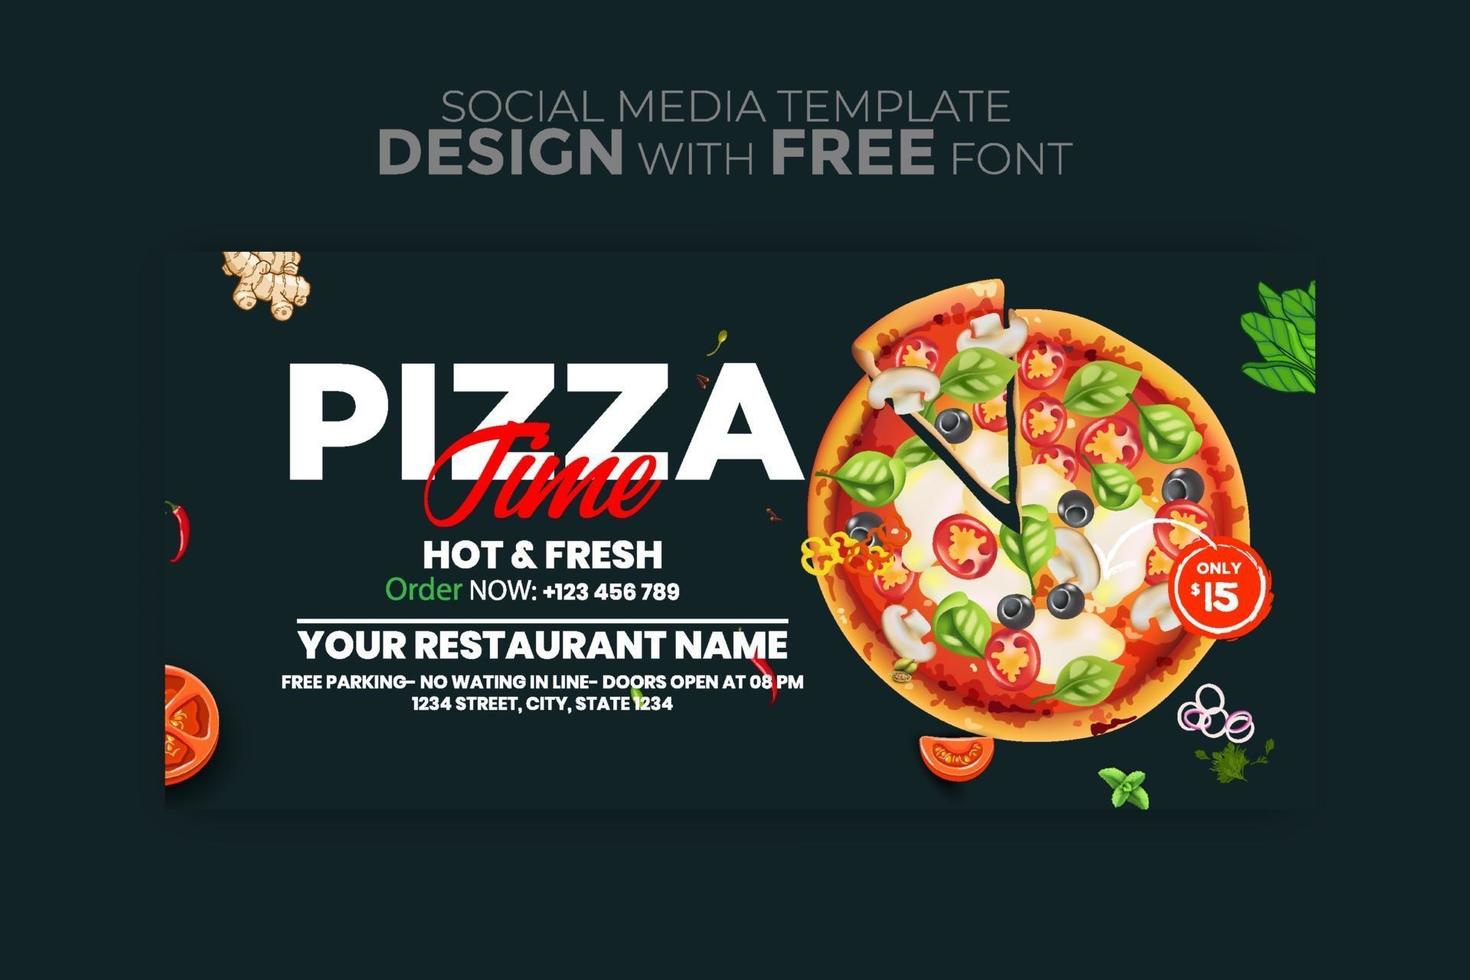 SOCIAL MEDIA TEMPLATE
DESIGN WITH FREE FONT
PIZZA
Time
HOT & FRESH
Order NOW: +123 456 789
YOUR RESTAURANT NAME
FREE PARKING- NO WATING IN LINE- DOORS OPEN AT 08 PM
1234 STREET, CITY, STATE 1234
ONLY
$15